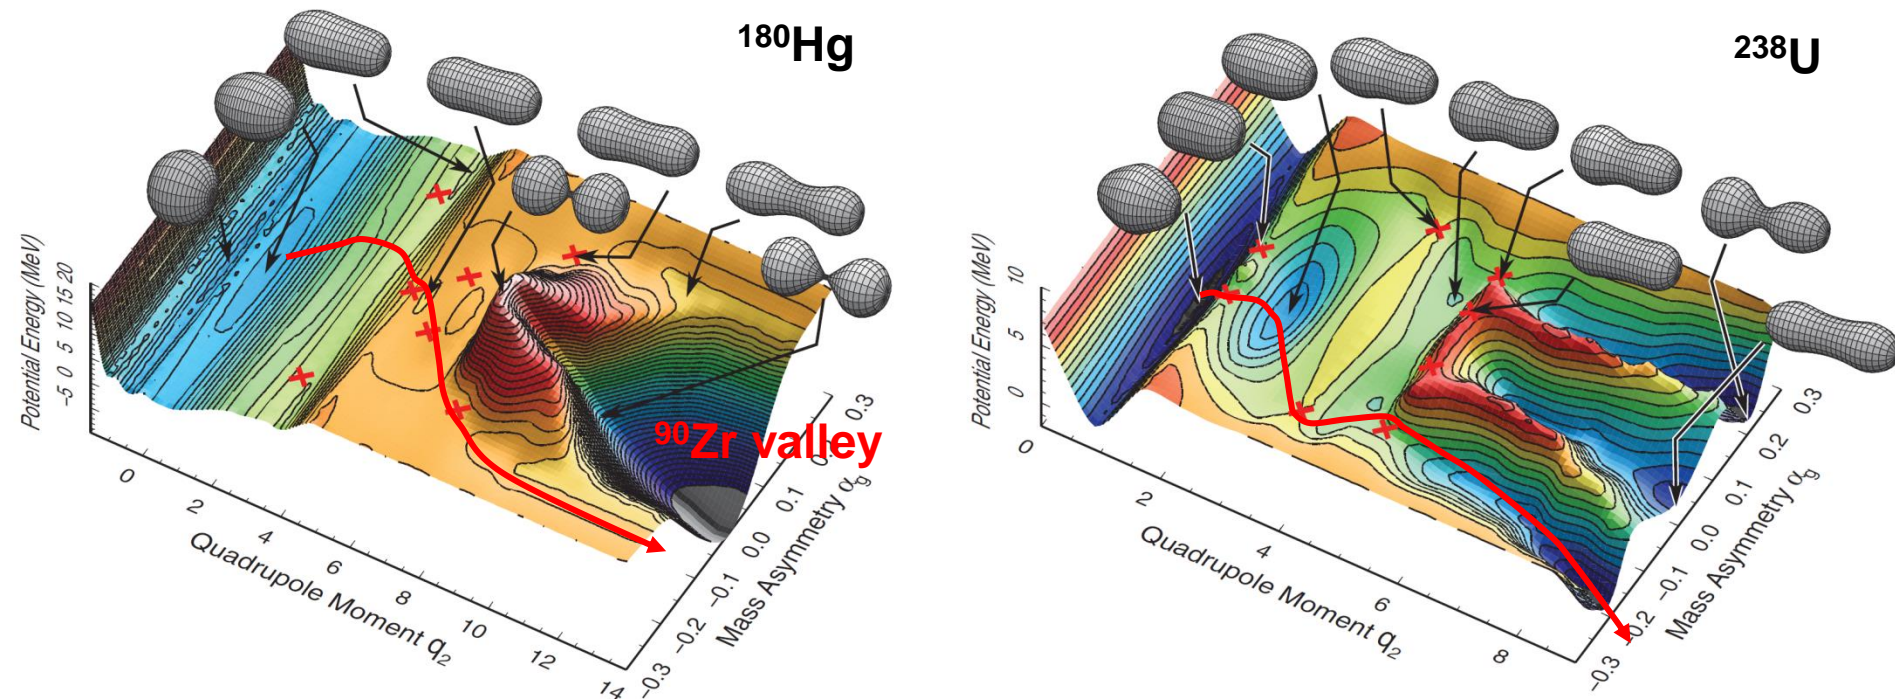 ¹⁸⁰Hg
Potential Energy (MeV)
−5 0 5 10 15 20
0 2 4 6 8 10 12 14
Quadrupole Moment q₂
−0.3 −0.2 −0.1 0.0 0.1 0.3
Mass Asymmetry αg
⁹⁰Zr valley
²³⁸U
Potential Energy (MeV)
0 5 10
0 2 4 6 8
Quadrupole Moment q₂
−0.3 0.2 −0.1 0.0 0.1 0.2 0.3
Mass Asymmetry αg